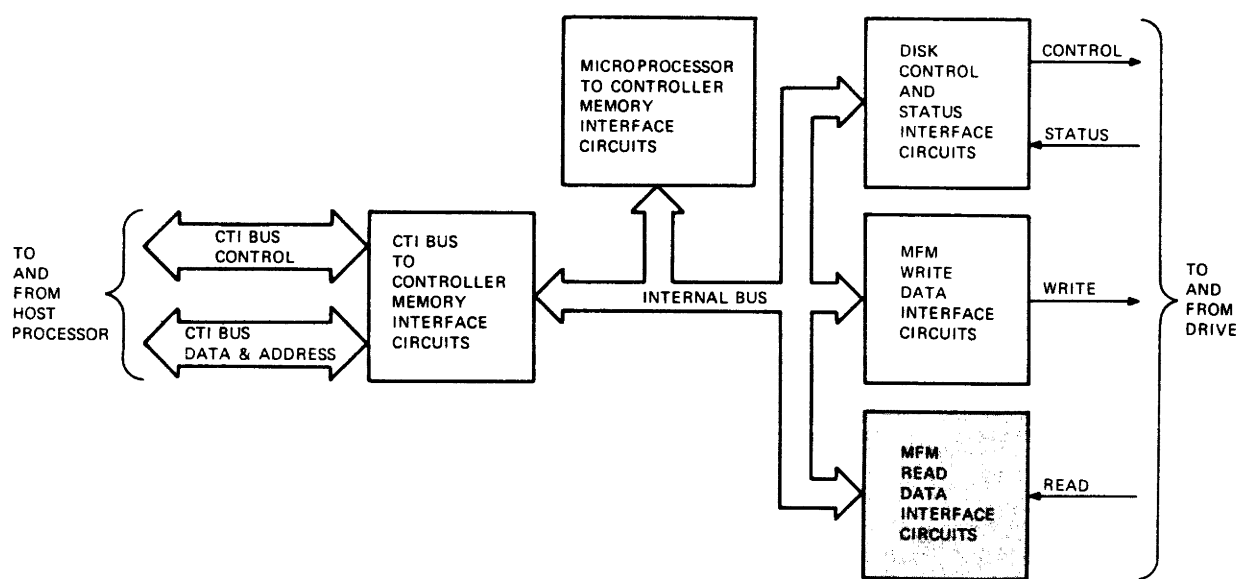 TO
AND
FROM
HOST
PROCESSOR
CTI BUS
CONTROL
CTI BUS
DATA & ADDRESS
CTI BUS
TO
CONTROLLER
MEMORY
INTERFACE
CIRCUITS
MICROPROCESSOR
TO CONTROLLER
MEMORY
INTERFACE
CIRCUITS
INTERNAL BUS
DISK
CONTROL
AND
STATUS
INTERFACE
CIRCUITS
CONTROL
STATUS
MFM
WRITE
DATA
INTERFACE
CIRCUITS
WRITE
MFM
READ
DATA
INTERFACE
CIRCUITS
READ
TO
AND
FROM
DRIVE